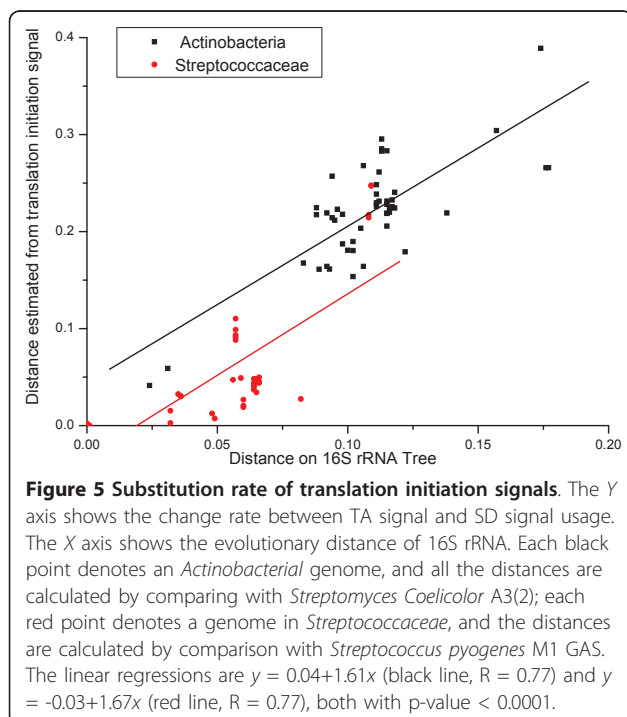 Actinobacteria
Streptococcaceae
Distance estimated from translation initiation signal
0.4
0.3
0.2
0.1
0.0
0.00
0.05
0.10
0.15
0.20
Distance on 16S rRNA Tree
Figure 5 Substitution rate of translation initiation signals. The Y
axis shows the change rate between TA signal and SD signal usage.
The X axis shows the evolutionary distance of 16S rRNA. Each black
point denotes an Actinobacterial genome, and all the distances are
calculated by comparing with Streptomyces Coelicolor A3(2); each
red point denotes a genome in Streptococcaceae, and the distances
are calculated by comparison with Streptococcus pyogenes M1 GAS.
The linear regressions are y = 0.04+1.61x (black line, R = 0.77) and y
= -0.03+1.67x (red line, R = 0.77), both with p-value < 0.0001.